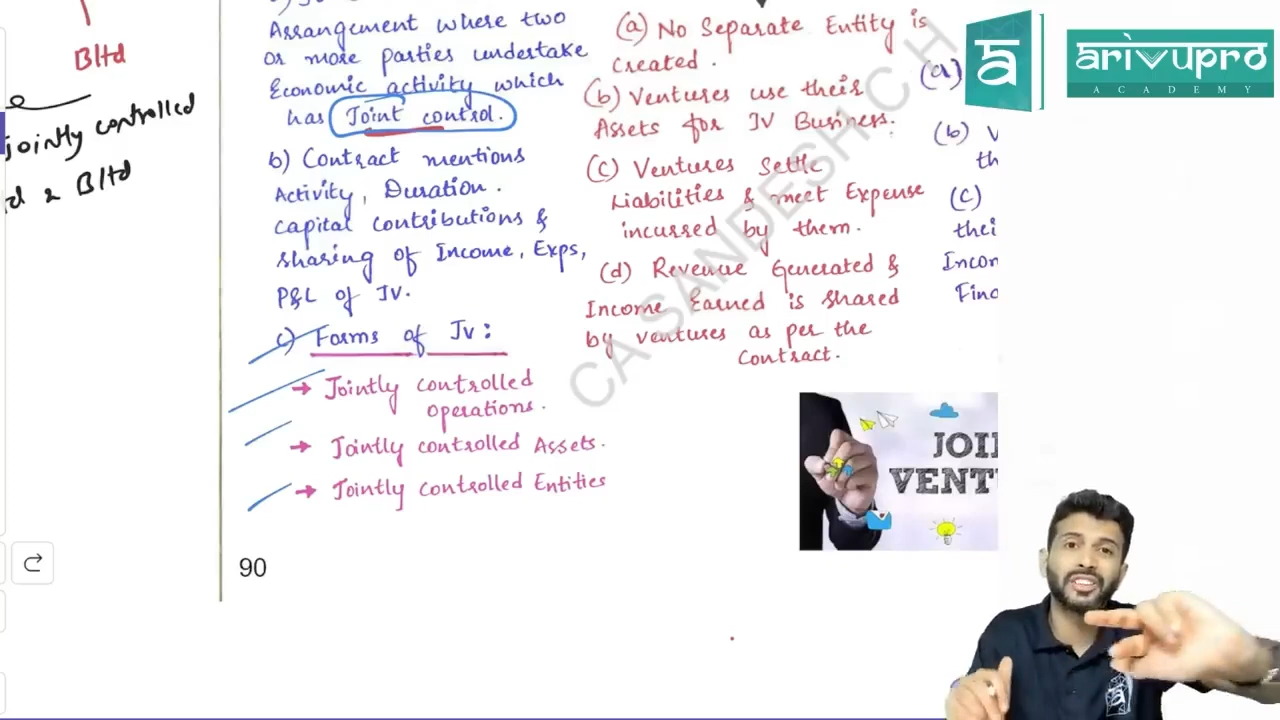 Bltd
Jointly controlled
& Bltd
Arrangement where two
or more parties undertake
Economic activity which
has Joint control.
b) Contract mentions
Activity, Duration.
capital contributions &
sharing of Income, Exps,
P&L of JV.
c) Forms of JV:
→ Jointly controlled
operations.
→ Jointly controlled Assets.
→ Jointly controlled Entities
90
(a) No Separate Entity is
created.
(b) Ventures use their
Assets for JV Business.
(c) Ventures Settle
Liabilities & meet Expense
incurred by them.
(d) Revenue Generated &
Income Earned is shared
by ventures as per the
contract.
(a)
(b) V
th
(c)
thei
Incom
Fina
CA SANDESH C H
JOI
VENT
ā
ARIVUPRO
ACADEMY